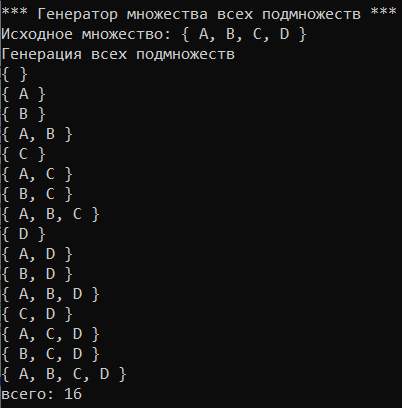 *** Генератор множества всех подмножеств ***
Исходное множество: { A, B, C, D }
Генерация всех подмножеств
{ }
{ A }
{ B }
{ A, B }
{ C }
{ A, C }
{ B, C }
{ A, B, C }
{ D }
{ A, D }
{ B, D }
{ A, B, D }
{ C, D }
{ A, C, D }
{ B, C, D }
{ A, B, C, D }
всего: 16